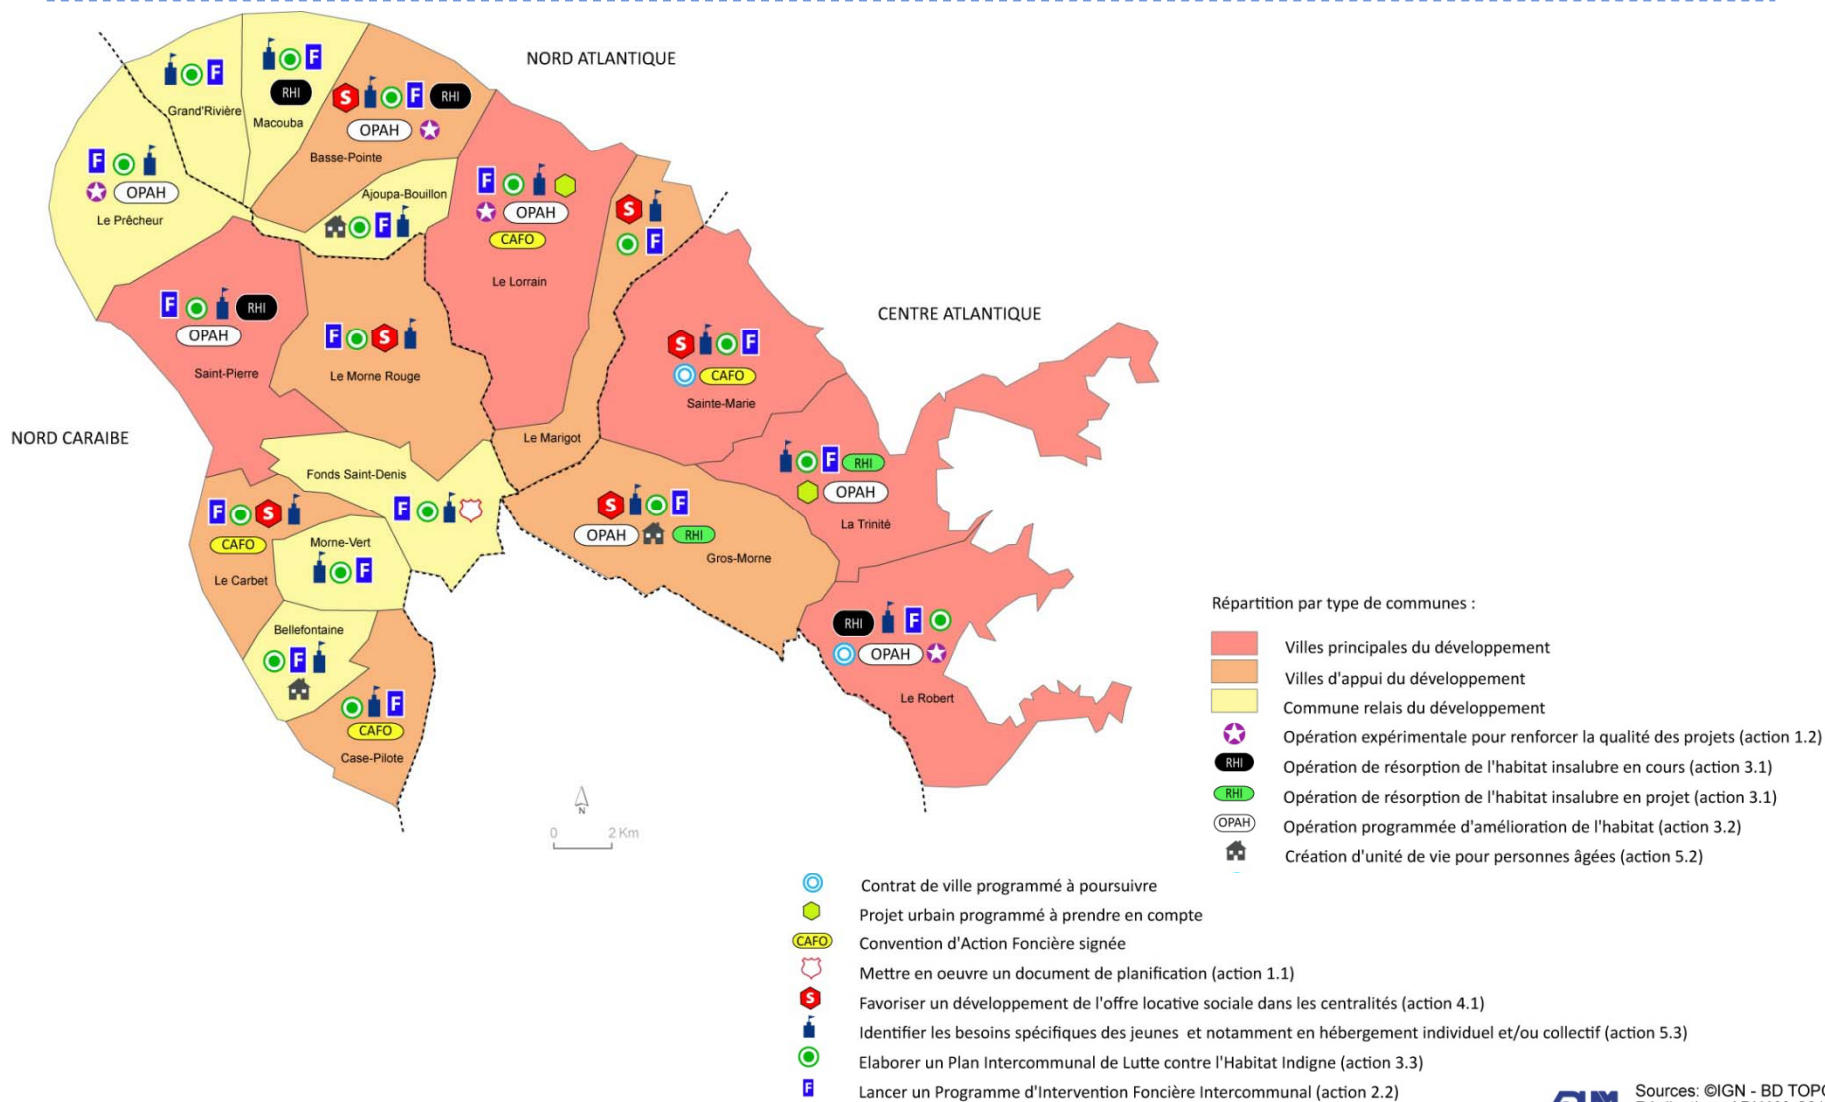 NORD ATLANTIQUE
F
F
RHI
Grand'Rivière
Macouba
S
F
RHI
OPAH
Basse-Pointe
F
OPAH
Le Prêcheur
Ajoupa-Bouillon
F
F
OPAH
CAFO
Le Lorrain
S
F
Le Marigot
CENTRE ATLANTIQUE
F
RHI
OPAH
Saint-Pierre
F
S
Le Morne Rouge
S
F
CAFO
Sainte-Marie
NORD CARAIBE
Fonds Saint-Denis
F
F
RHI
OPAH
La Trinité
F
S
CAFO
Le Carbet
Morne-Vert
F
S
F
OPAH
RHI
Gros-Morne
Bellefontaine
F
RHI
F
OPAH
Le Robert
F
CAFO
Case-Pilote
N
0 2 Km
Répartition par type de communes :
Villes principales du développement
Villes d'appui du développement
Commune relais du développement
Opération expérimentale pour renforcer la qualité des projets (action 1.2)
RHI Opération de résorption de l'habitat insalubre en cours (action 3.1)
RHI Opération de résorption de l'habitat insalubre en projet (action 3.1)
OPAH Opération programmée d'amélioration de l'habitat (action 3.2)
Création d'unité de vie pour personnes âgées (action 5.2)
Contrat de ville programmé à poursuivre
Projet urbain programmé à prendre en compte
CAFO Convention d'Action Foncière signée
Mettre en oeuvre un document de planification (action 1.1)
S Favoriser un développement de l'offre locative sociale dans les centralités (action 4.1)
Identifier les besoins spécifiques des jeunes et notamment en hébergement individuel et/ou collectif (action 5.3)
Elaborer un Plan Intercommunal de Lutte contre l'Habitat Indigne (action 3.3)
F Lancer un Programme d'Intervention Foncière Intercommunal (action 2.2)
Sources: ©IGN - BD TOPO